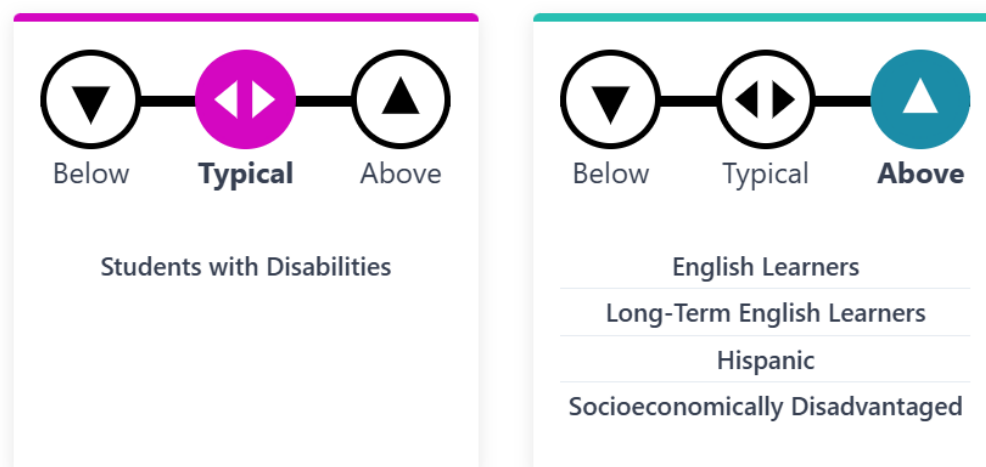 Below Typical Above
Students with Disabilities
Below Typical Above
English Learners
Long-Term English Learners
Hispanic
Socioeconomically Disadvantaged